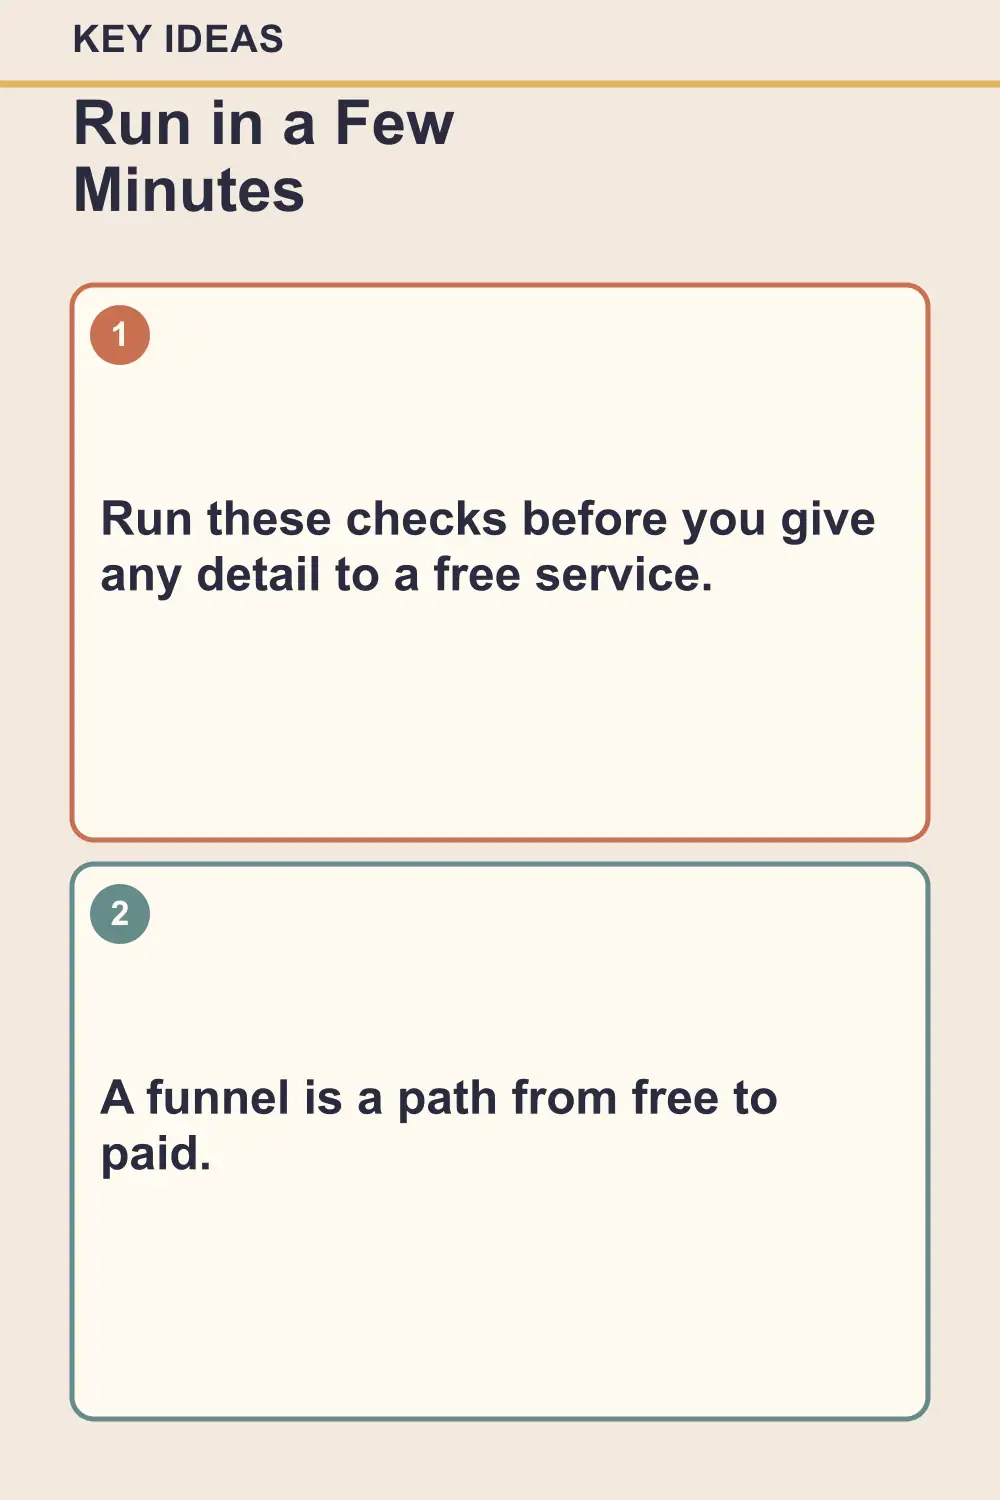 KEY IDEAS
Run in a Few
Minutes
1
Run these checks before you give
any detail to a free service.
2
A funnel is a path from free to
paid.